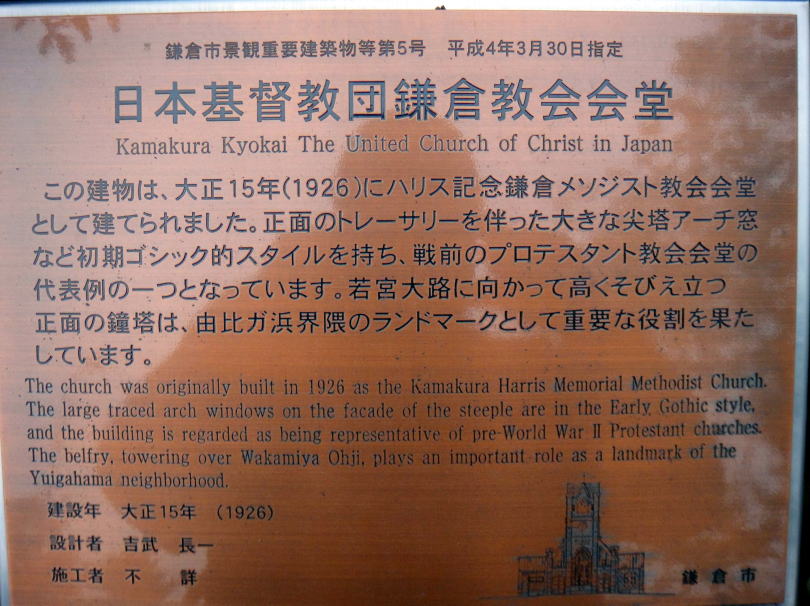 鎌倉市景観重要建築物等第5号　平成4年3月30日指定
日本基督教団鎌倉教会会堂
Kamakura Kyokai The United Church of Christ in Japan
この建物は、大正15年(1926)にハリス記念鎌倉メソジスト教会会堂
として建てられました。正面のトレーサリーを伴った大きな尖塔アーチ窓
など初期ゴシック的スタイルを持ち、戦前のプロテスタント教会会堂の
代表例の一つとなっています。若宮大路に向かって高くそびえ立つ
正面の鐘塔は、由比ガ浜界隈のランドマークとして重要な役割を果た
しています。
The church was originally built in 1926 as the Kamakura Harris Memorial Methodist Church.
The large traced arch windows on the facade of the steeple are in the Early Gothic style,
and the building is regarded as being representative of pre-World War II Protestant churches.
The belfry, towering over Wakamiya Ohji, plays an important role as a landmark of the
Yuigahama neighborhood.
建設年　大正15年　(1926)
設計者　吉武　長一
施工者　不　詳
鎌倉市